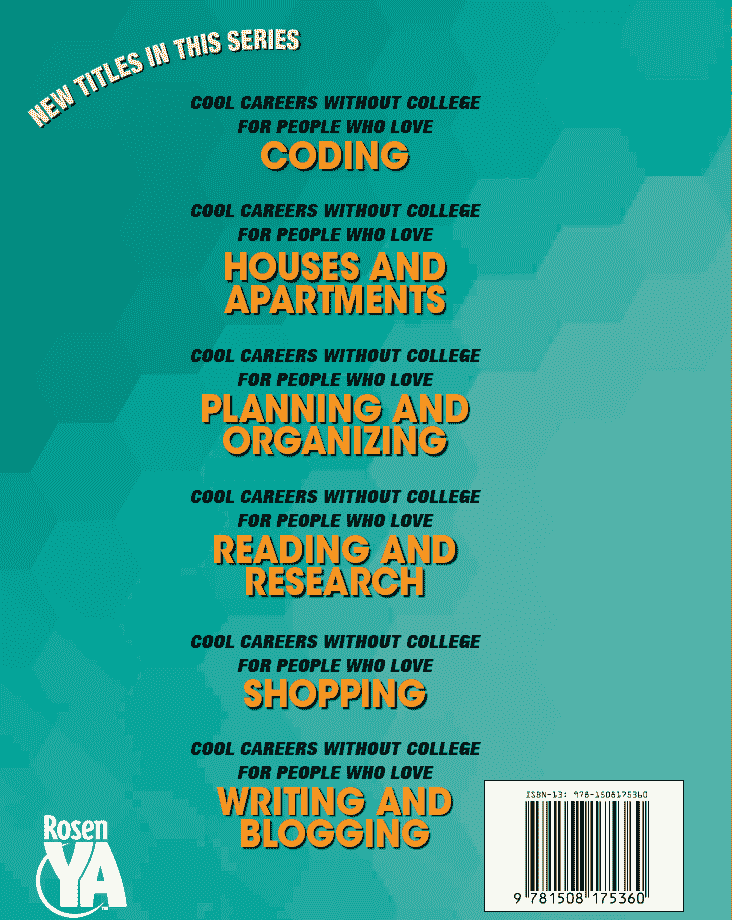 NEW TITLES IN THIS SERIES
COOL CAREERS WITHOUT COLLEGE
FOR PEOPLE WHO LOVE
CODING
COOL CAREERS WITHOUT COLLEGE
FOR PEOPLE WHO LOVE
HOUSES AND
APARTMENTS
COOL CAREERS WITHOUT COLLEGE
FOR PEOPLE WHO LOVE
PLANNING AND
ORGANIZING
COOL CAREERS WITHOUT COLLEGE
FOR PEOPLE WHO LOVE
READING AND
RESEARCH
COOL CAREERS WITHOUT COLLEGE
FOR PEOPLE WHO LOVE
SHOPPING
COOL CAREERS WITHOUT COLLEGE
FOR PEOPLE WHO LOVE
WRITING AND
BLOGGING
Rosen
YA™
ISBN-13: 978-1508175360
9 781508 175360